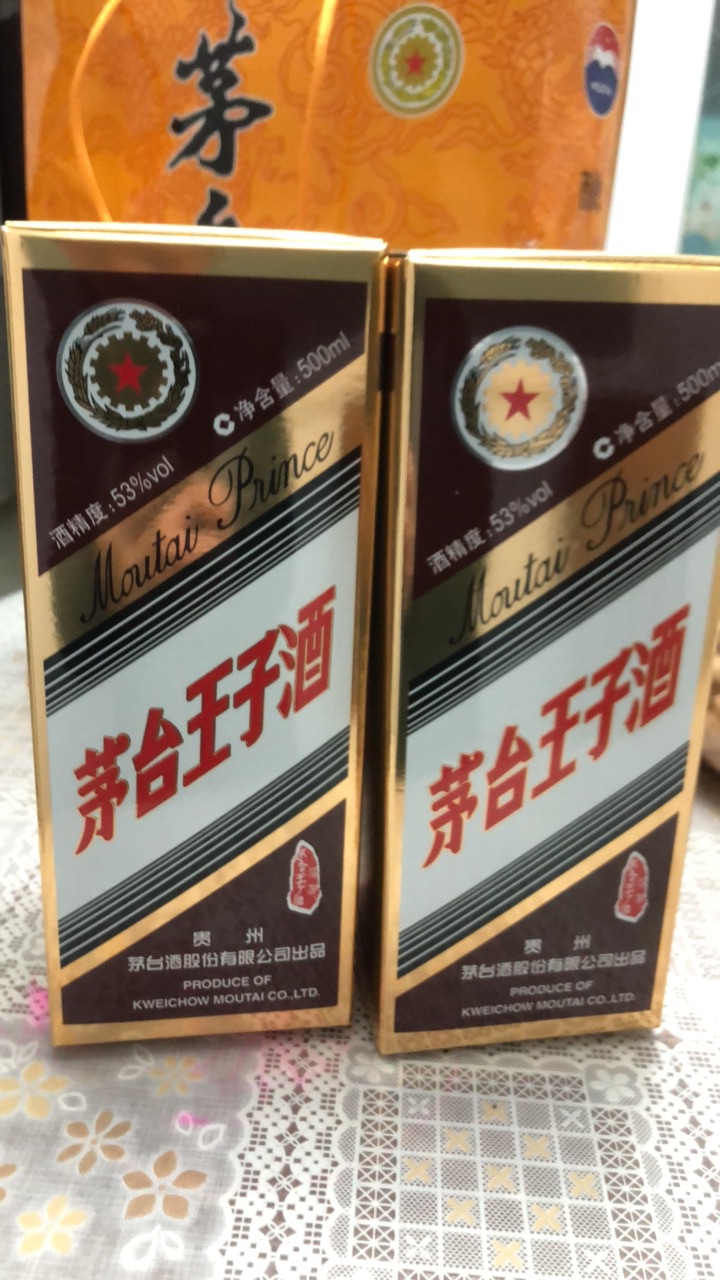 茅台
酒精度:53%vol
净含量:500ml
Moutai Prince
茅台王子酒
贵 州
茅台酒股份有限公司出品
PRODUCE OF
KWEICHOW MOUTAI CO.,LTD.
酒精度:53%vol
净含量:500m
Moutai Prince
茅台王子酒
贵 州
茅台酒股份有限公司出品
PRODUCE OF
KWEICHOW MOUTAI CO.,LTD.